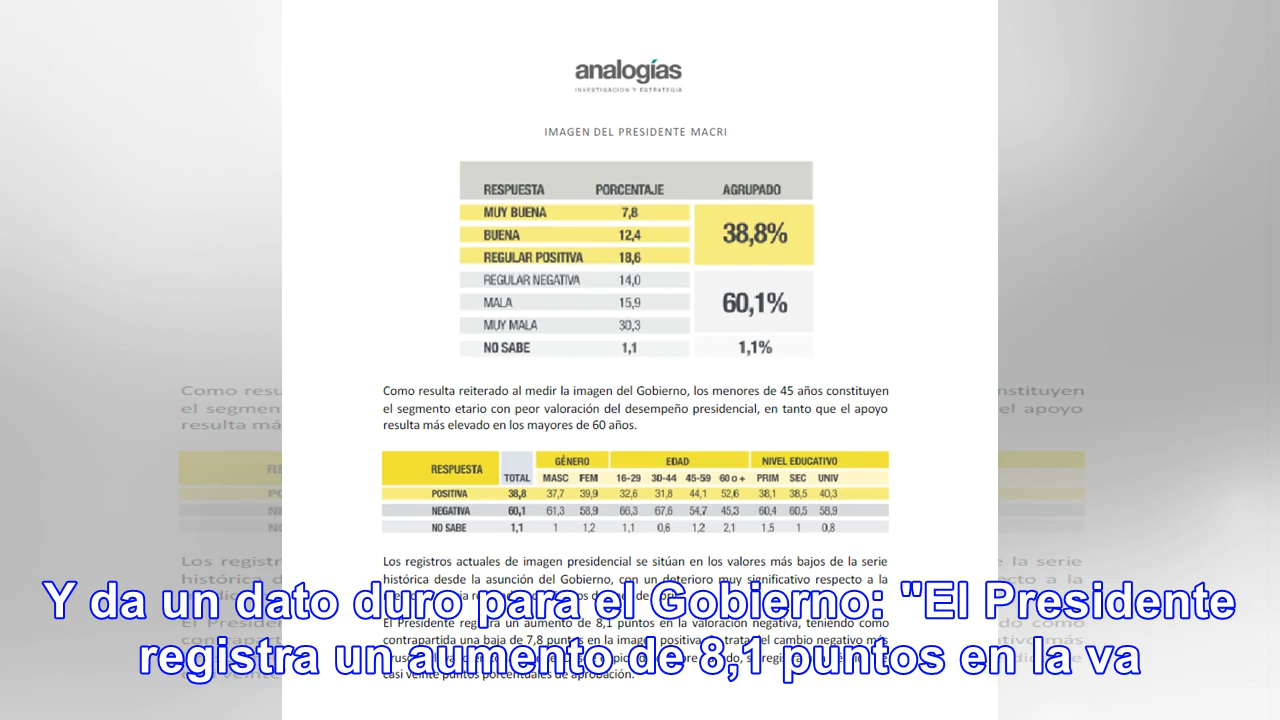 analogías
INVESTIGACION Y ESTRATEGIA
IMAGEN DEL PRESIDENTE MACRI
RESPUESTA PORCENTAJE AGRUPADO
MUY BUENA 7,8
38,8%
BUENA 12,4
REGULAR POSITIVA 18,6
REGULAR NEGATIVA 14,0
60,1%
MALA 15,9
MUY MALA 30,3
NO SABE 1,1 1,1%
Como resulta reiterado al medir la imagen del Gobierno, los menores de 45 años constituyen
el segmento etario con peor valoración del desempeño presidencial, en tanto que el apoyo
resulta más elevado en los mayores de 60 años.
RESPUESTA TOTAL GÉNERO EDAD NIVEL EDUCATIVO
MASC FEM 16-29 30-44 45-59 60 o + PRIM SEC UNIV
POSITIVA 38,8 37,7 39,9 32,6 31,8 44,1 52,6 38,1 38,5 40,3
NEGATIVA 60,1 61,3 58,9 66,3 67,6 54,7 45,3 60,4 60,5 58,9
NO SABE 1,1 1 1,2 1,1 0,6 1,2 2,1 1,5 1 0,8
Los registros actuales de imagen presidencial se sitúan en los valores más bajos de la serie
histórica desde la asunción del Gobierno, con un deterioro muy significativo respecto a la
El Presidente registra un aumento de 8,1 puntos en la valoración negativa, teniendo como
contrapartida una baja de 7,8 puntos en la imagen positiva. del cambio negativo más
casi veinte puntos porcentuales de aprobación.
Y da un dato duro para el Gobierno: "El Presidente
registra un aumento de 8,1 puntos en la va